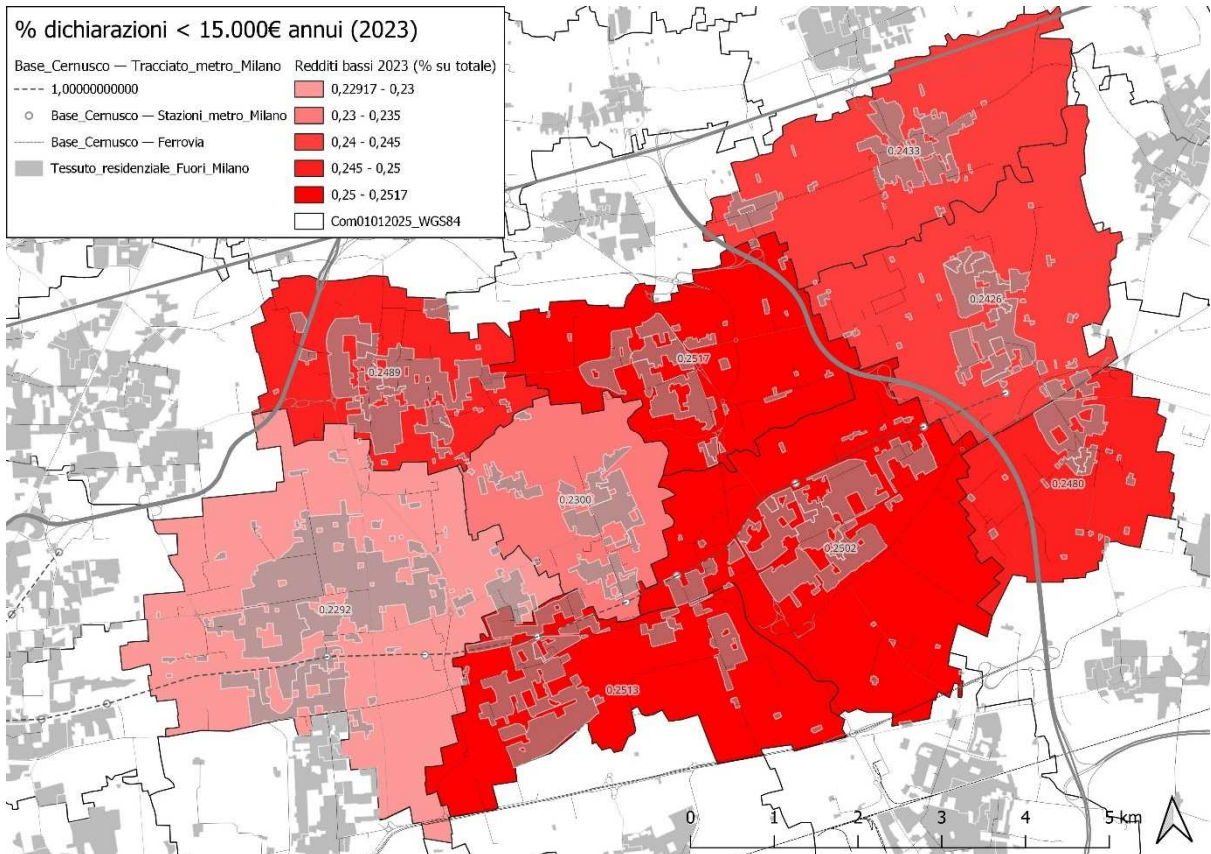 % dichiarazioni < 15.000€ annui (2023)
Base_Cernusco — Tracciato_metro_Milano
1,00000000000
Base_Cernusco — Stazioni_metro_Milano
Base_Cernusco — Ferrovia
Tessuto_residenziale_Fuori_Milano
Redditi bassi 2023 (% su totale)
0,22917 - 0,23
0,23 - 0,235
0,24 - 0,245
0,245 - 0,25
0,25 - 0,2517
Com01012025_WGS84
0.2433
0.2426
0.2517
0.2489
0.2480
0.2300
0.2502
0.2292
0.2513
0 1 2 3 4 5 km